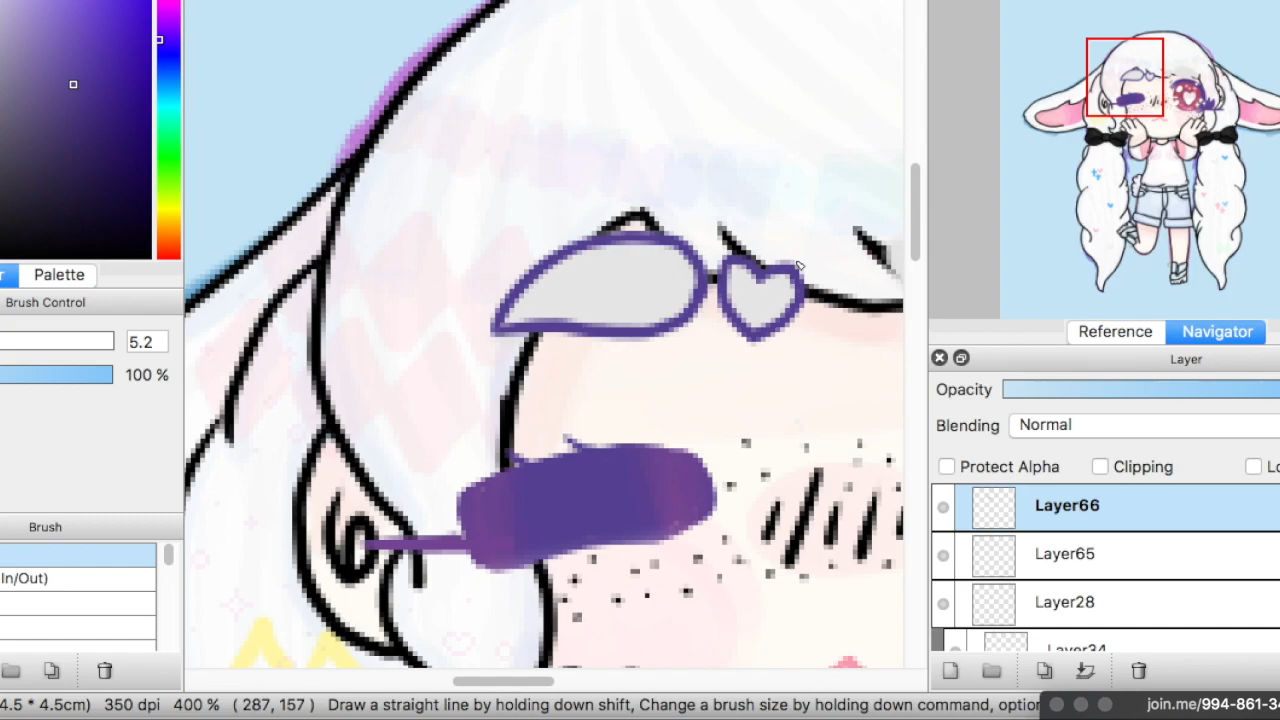 Palette
Brush Control
5.2
100 %
Brush
In/Out)
Reference
Navigator
Layer
Opacity
Blending
Normal
Protect Alpha
Clipping
Layer66
Layer65
Layer28
4.5 * 4.5cm)
350 dpi
400 %
( 287, 157 )
Draw a straight line by holding down shift, Change a brush size by holding down command,
join.me/994-861-3